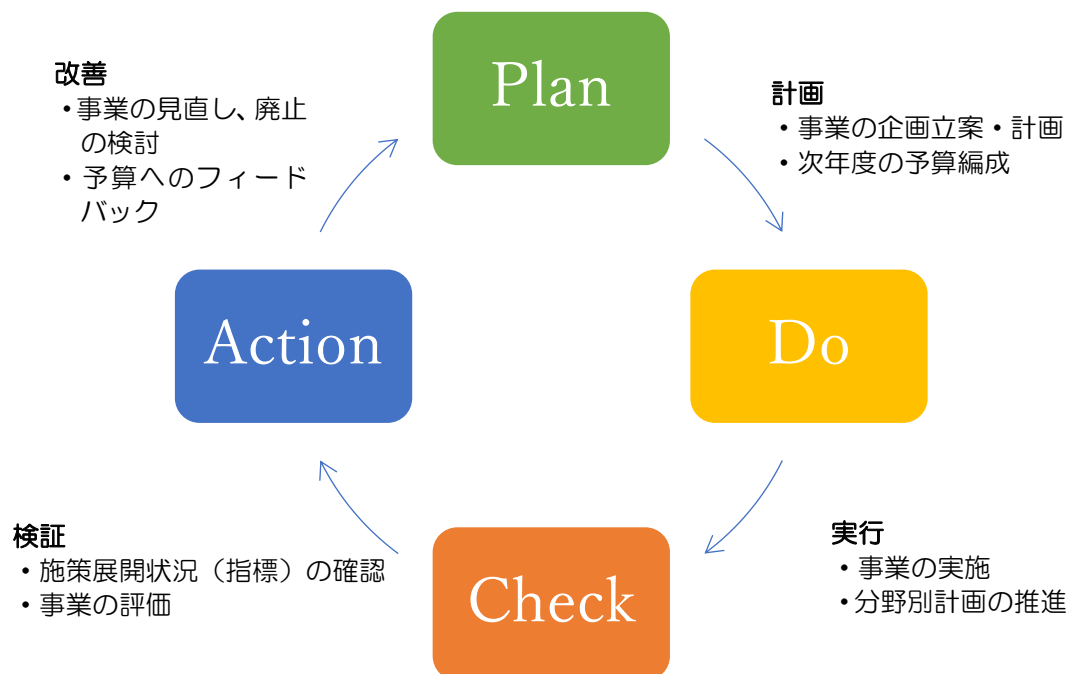 Plan
計画
・事業の企画立案・計画
・次年度の予算編成
Do
実行
・事業の実施
・分野別計画の推進
Check
検証
・施策展開状況（指標）の確認
・事業の評価
Action
改善
・事業の見直し、廃止
の検討
・予算へのフィード
バック